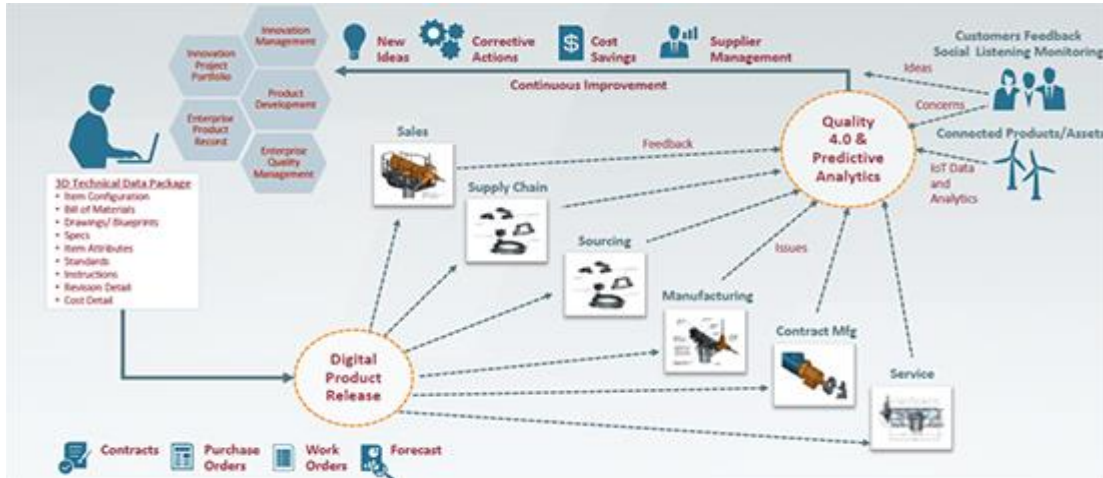 Innovation
Management
Innovation
Project
Portfolio
Product
Development
Enterprise
Product
Record
Enterprise
Quality
Management
New
Ideas
Corrective
Actions
Cost
Savings
Supplier
Management
Continuous Improvement
Customers Feedback
Social Listening Monitoring
Ideas
Concerns
Connected Products/Assets
IoT Data
and
Analytics
Quality
4.0 &
Predictive
Analytics
3D Technical Data Package
• Item Configuration
• Bill of Materials
• Drawings/ Blueprints
• Specs
• Item Attributes
• Standards
• Instructions
• Revision Detail
• Cost Detail
Sales
Feedback
Supply Chain
Sourcing
Issues
Manufacturing
Contract Mfg
Service
Digital
Product
Release
Contracts
Purchase
Orders
Work
Orders
Forecast